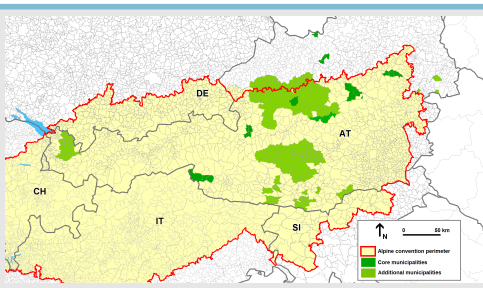 DE
AT
CH
IT
SI
N
0 50 km
Alpine convention perimeter
Core municipalities
Additional municipalities